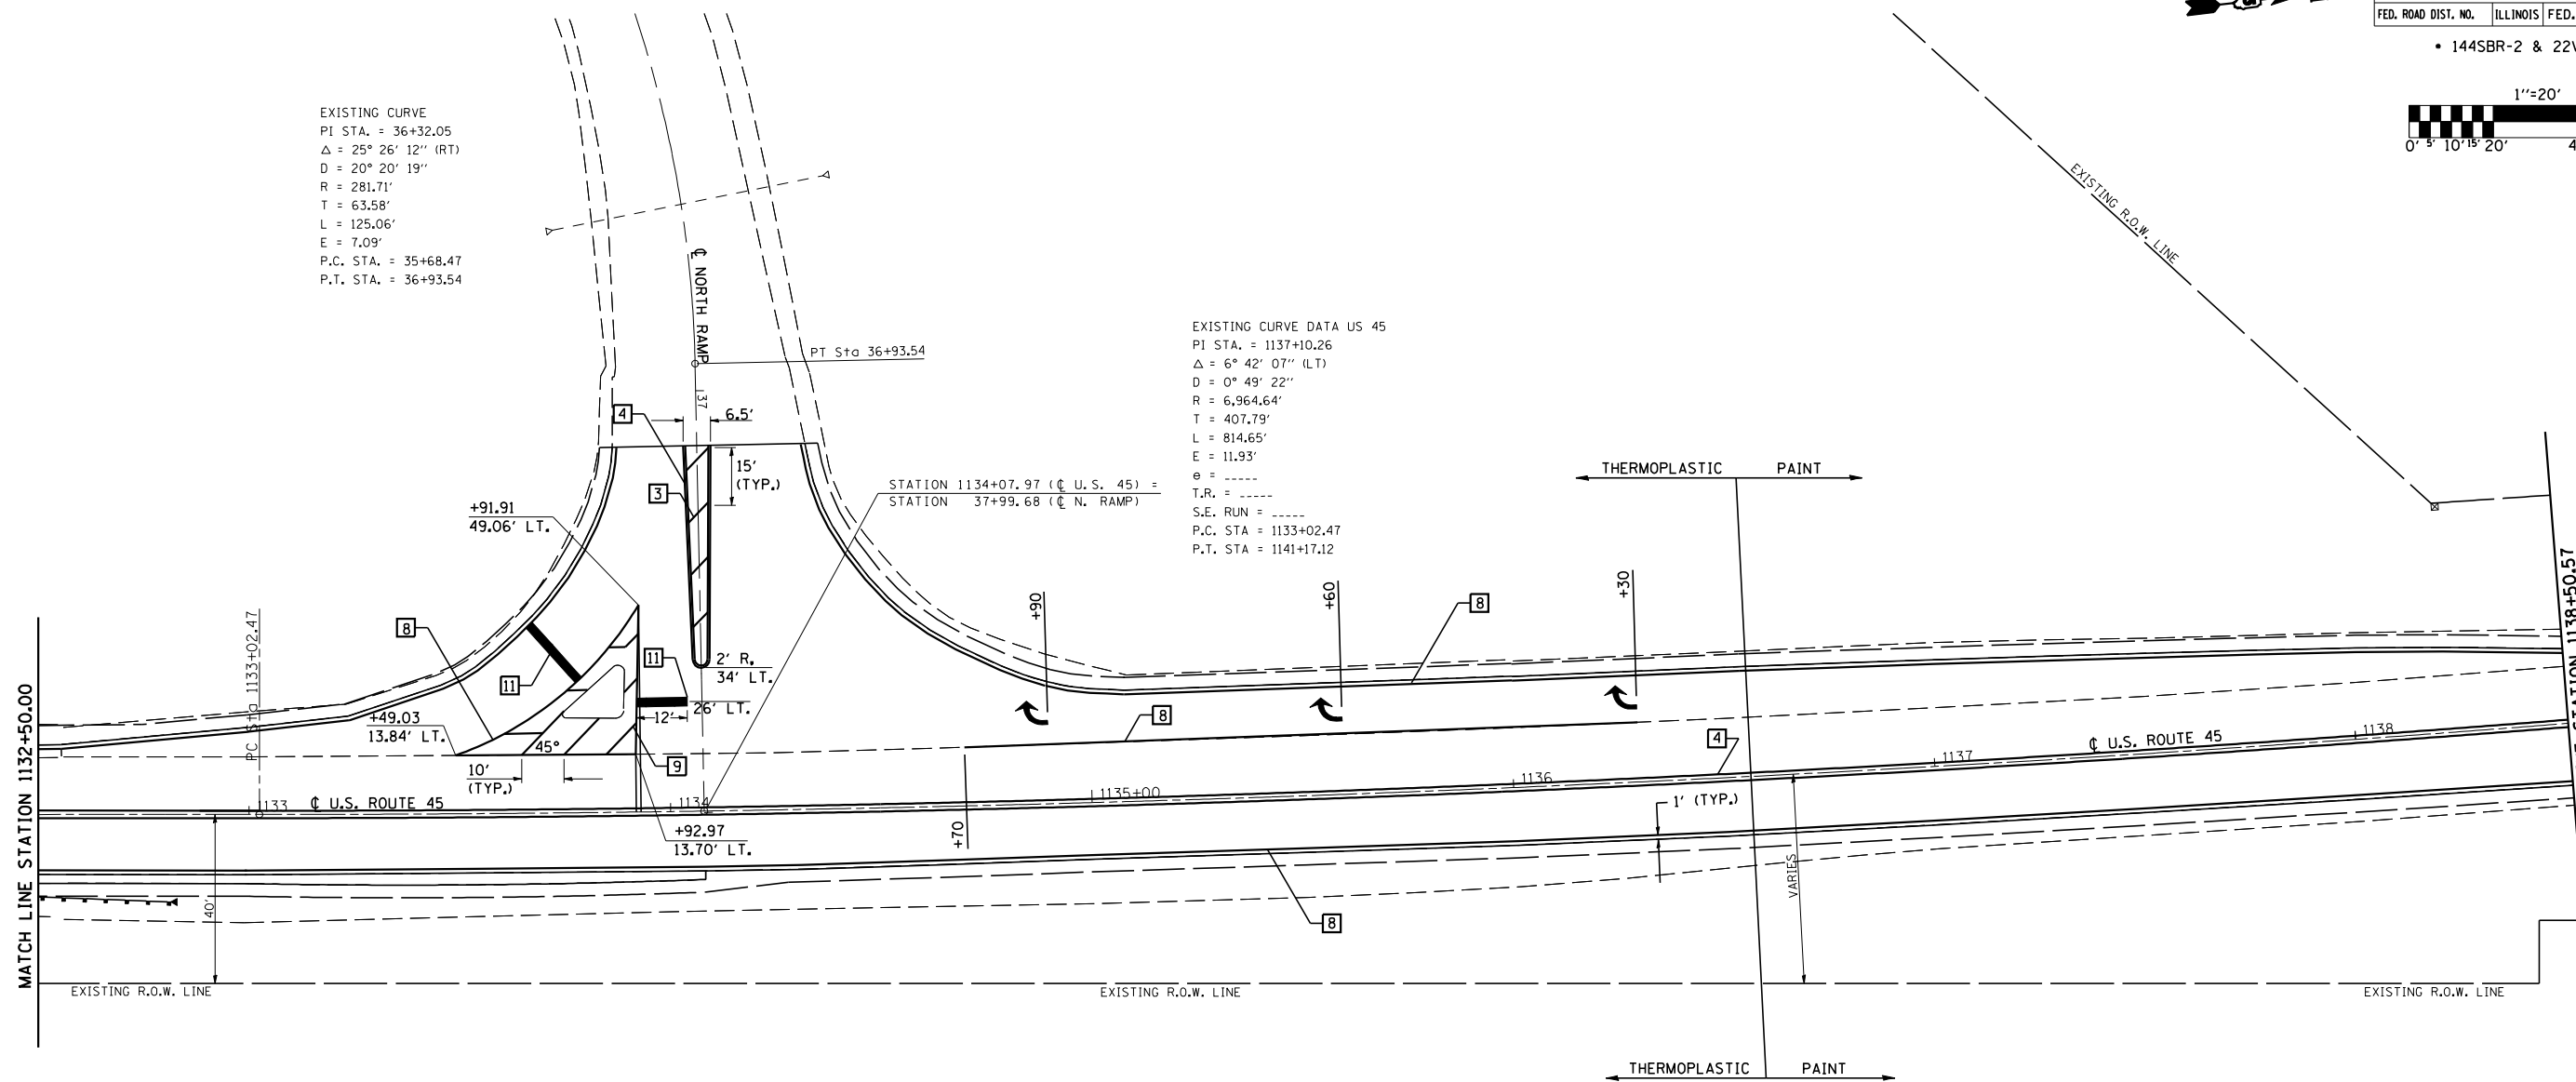 FED. ROAD DIST. NO. ILLINOIS FED.
• 144SBR-2 & 22
1''=20'
0' 5' 10' 15' 20' 4
EXISTING CURVE
PI STA. = 36+32.05
Δ = 25° 26' 12'' (RT)
D = 20° 20' 19''
R = 281.71'
T = 63.58'
L = 125.06'
E = 7.09'
P.C. STA. = 35+68.47
P.T. STA. = 36+93.54
EXISTING R.O.W. LINE
℄ NORTH RAMP
PT Sta 36+93.54
37
EXISTING CURVE DATA US 45
PI STA. = 1137+10.26
Δ = 6° 42' 07'' (LT)
D = 0° 49' 22''
R = 6,964.64'
T = 407.79'
L = 814.65'
E = 11.93'
e = -----
T.R. = -----
S.E. RUN = -----
P.C. STA = 1133+02.47
P.T. STA = 1141+17.12
4
6.5'
15'
(TYP.)
3
STATION 1134+07.97 (℄ U.S. 45) =
STATION 37+99.68 (℄ N. RAMP)
THERMOPLASTIC PAINT
+91.91
49.06' LT.
+90
+60
+30
8
8
11
11
2' R.
34' LT.
26' LT.
12'
PC Sta 1133+02.47
+49.03
13.84' LT.
45°
9
8
4
10'
(TYP.)
1133
℄ U.S. ROUTE 45
1134
1135+00
1136
1137
℄ U.S. ROUTE 45
1138
1' (TYP.)
+92.97
13.70' LT.
+70
MATCH LINE STATION 1132+50.00
STATION 1138+50.57
40'
VARIES
8
EXISTING R.O.W. LINE
EXISTING R.O.W. LINE
EXISTING R.O.W. LINE
THERMOPLASTIC PAINT